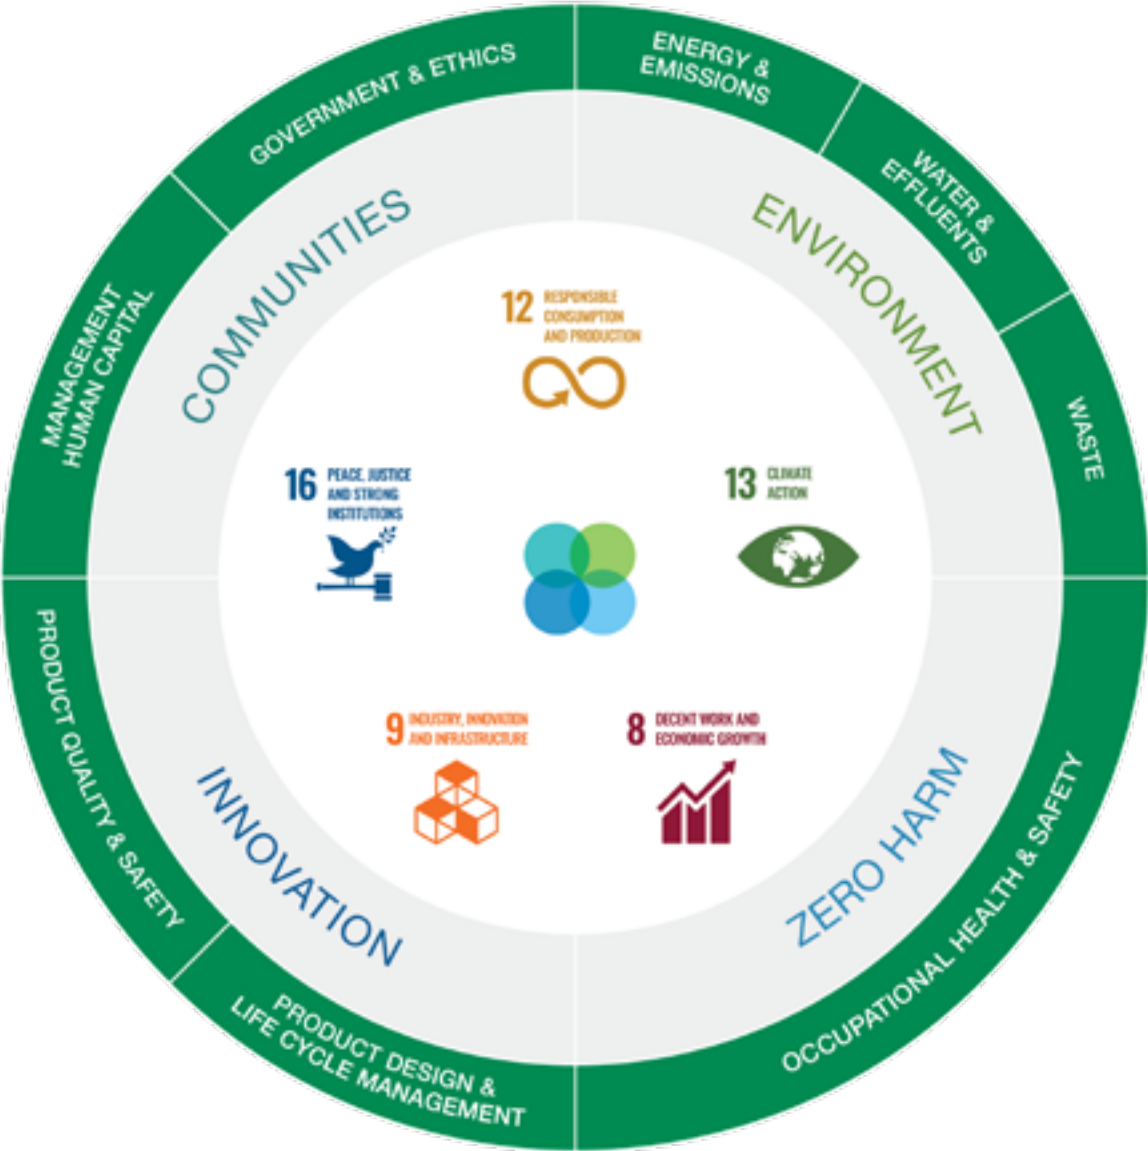 GOVERNMENT & ETHICS
ENERGY &
EMISSIONS
WATER &
EFFLUENTS
WASTE
MANAGEMENT
HUMAN CAPITAL
COMMUNITIES
ENVIRONMENT
12 RESPONSIBLE
CONSUMPTION
AND PRODUCTION
16 PEACE, JUSTICE
AND STRONG
INSTITUTIONS
13 CLIMATE
ACTION
9 INDUSTRY, INNOVATION
AND INFRASTRUCTURE
8 DECENT WORK AND
ECONOMIC GROWTH
INNOVATION
ZERO HARM
PRODUCT QUALITY & SAFETY
PRODUCT DESIGN &
LIFE CYCLE MANAGEMENT
OCCUPATIONAL HEALTH & SAFETY